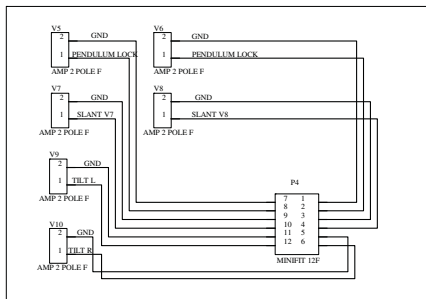 V5
2 GND
1 PENDULUM LOCK
AMP 2 POLE F
V6
2 GND
1 PENDULUM LOCK
AMP 2 POLE F
V7
2 GND
1 SLANT V7
AMP 2 POLE F
V8
2 GND
1 SLANT V8
AMP 2 POLE F
V9
2 GND
1 TILT L
AMP 2 POLE F
V10
2 GND
1 TILT R
AMP 2 POLE F
P4
7 1
8 2
9 3
10 4
11 5
12 6
MINIFIT 12F